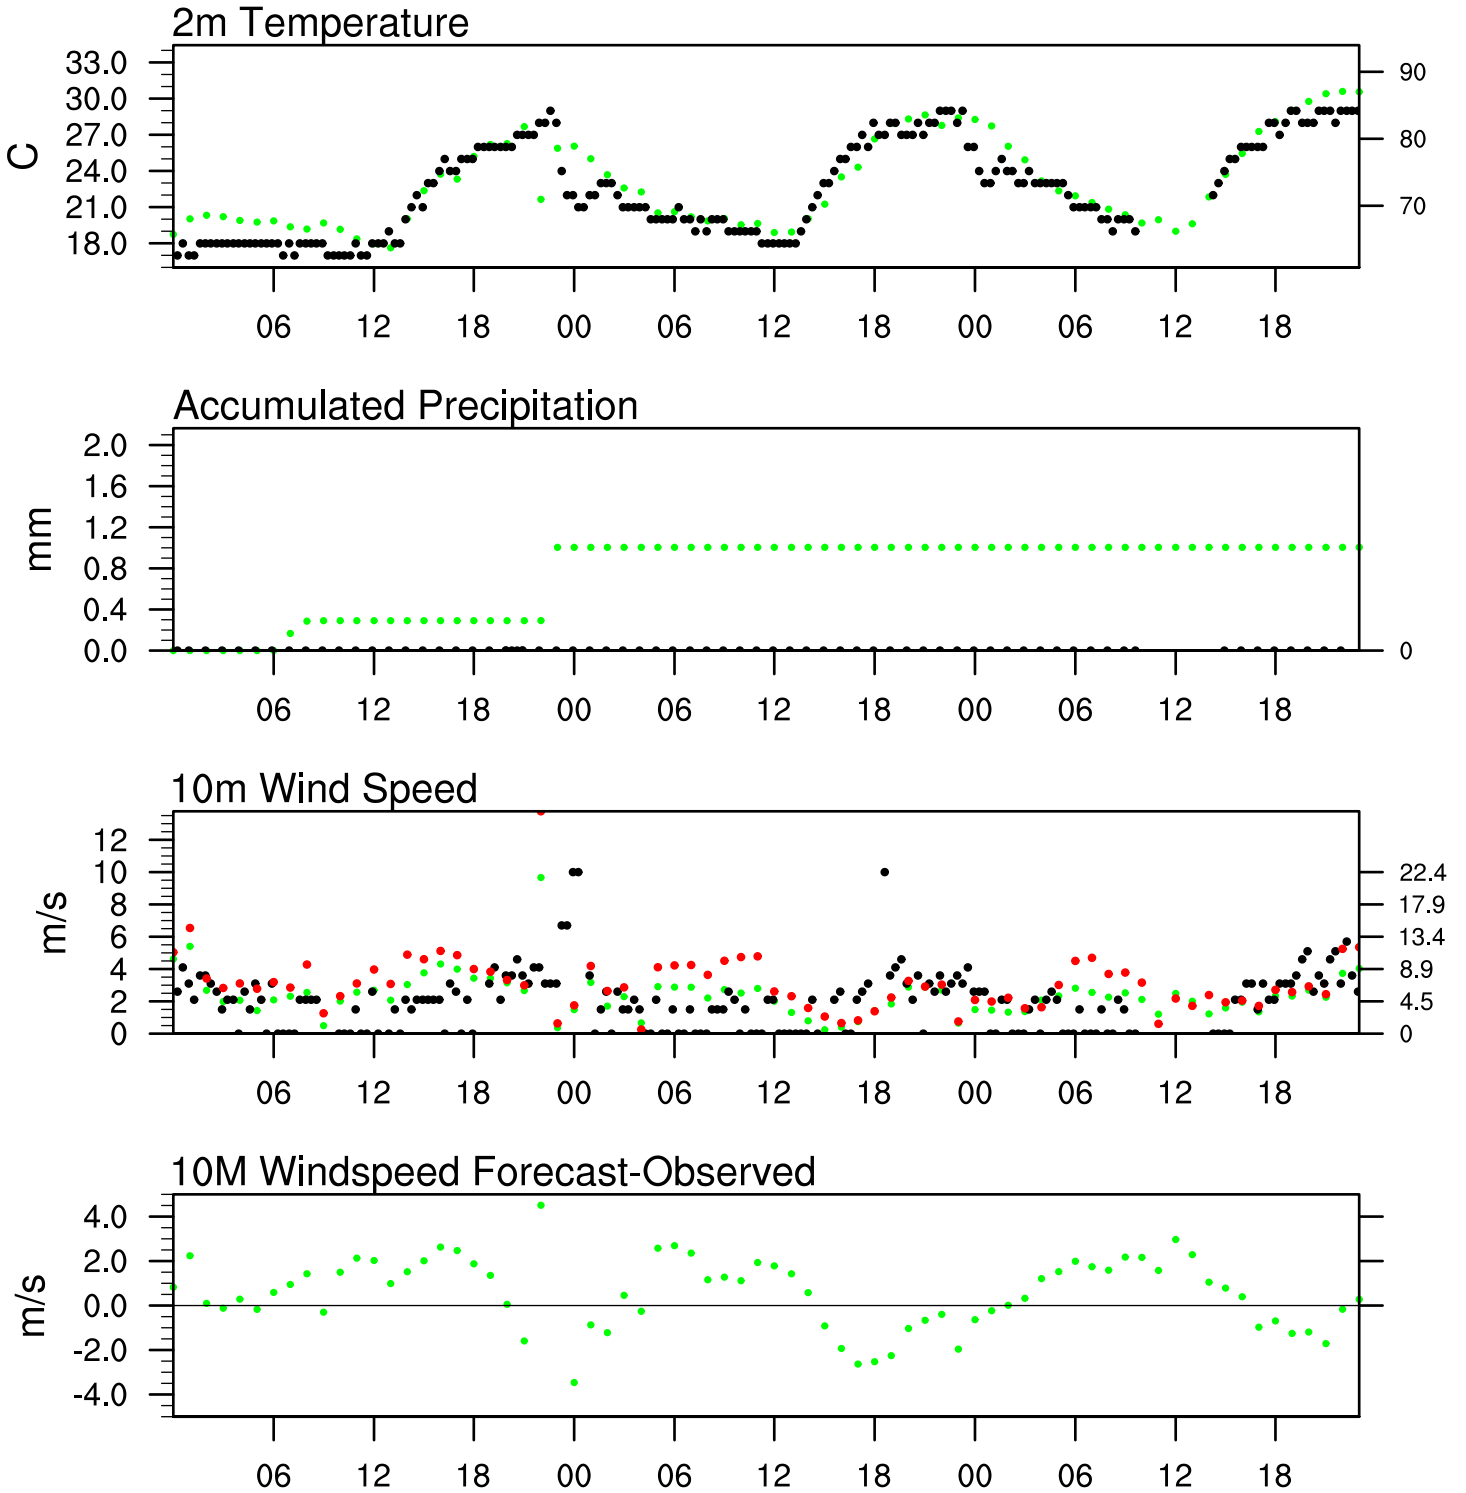 2m Temperature
33.0
30.0
27.0
24.0
21.0
18.0
C
90
80
70
06 12 18 00 06 12 18 00 06 12 18
Accumulated Precipitation
2.0
1.6
1.2
0.8
0.4
0.0
mm
0
06 12 18 00 06 12 18 00 06 12 18
10m Wind Speed
12
10
8
6
4
2
0
m/s
22.4
17.9
13.4
8.9
4.5
0
06 12 18 00 06 12 18 00 06 12 18
10M Windspeed Forecast-Observed
4.0
2.0
0.0
-2.0
-4.0
m/s
06 12 18 00 06 12 18 00 06 12 18